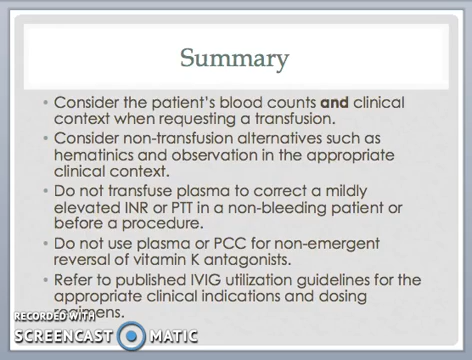 Summary
• Consider the patient's blood counts and clinical
context when requesting a transfusion.
• Consider non-transfusion alternatives such as
hematinics and observation in the appropriate
clinical context.
• Do not transfuse plasma to correct a mildly
elevated INR or PTT in a non-bleeding patient or
before a procedure.
• Do not use plasma or PCC for non-emergent
reversal of vitamin K antagonists.
• Refer to published IVIG utilization guidelines for the
appropriate clinical indications and dosing
regimens.
RECORDED WITH
SCREENCAST MATIC